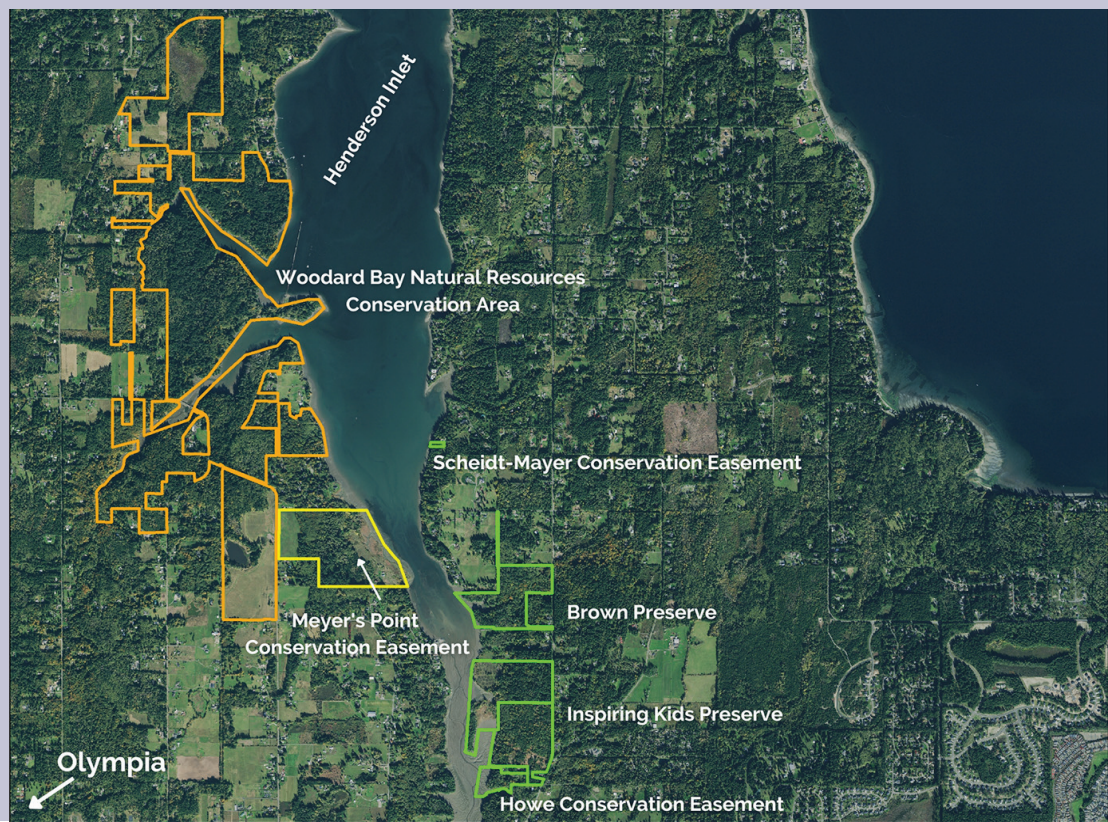 Henderson Inlet
Woodard Bay Natural Resources
Conservation Area
Scheidt-Mayer Conservation Easement
Brown Preserve
Meyer's Point
Conservation Easement
Inspiring Kids Preserve
Olympia
Howe Conservation Easement